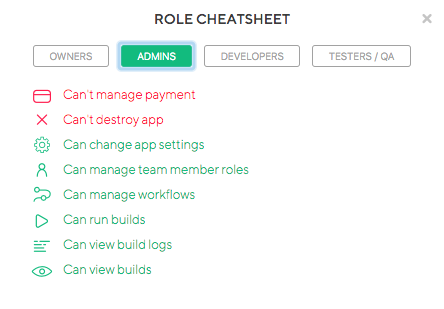 ROLE CHEATSHEET
OWNERS ADMINS DEVELOPERS TESTERS / QA
Can't manage payment
Can't destroy app
Can change app settings
Can manage team member roles
Can manage workflows
Can run builds
Can view build logs
Can view builds